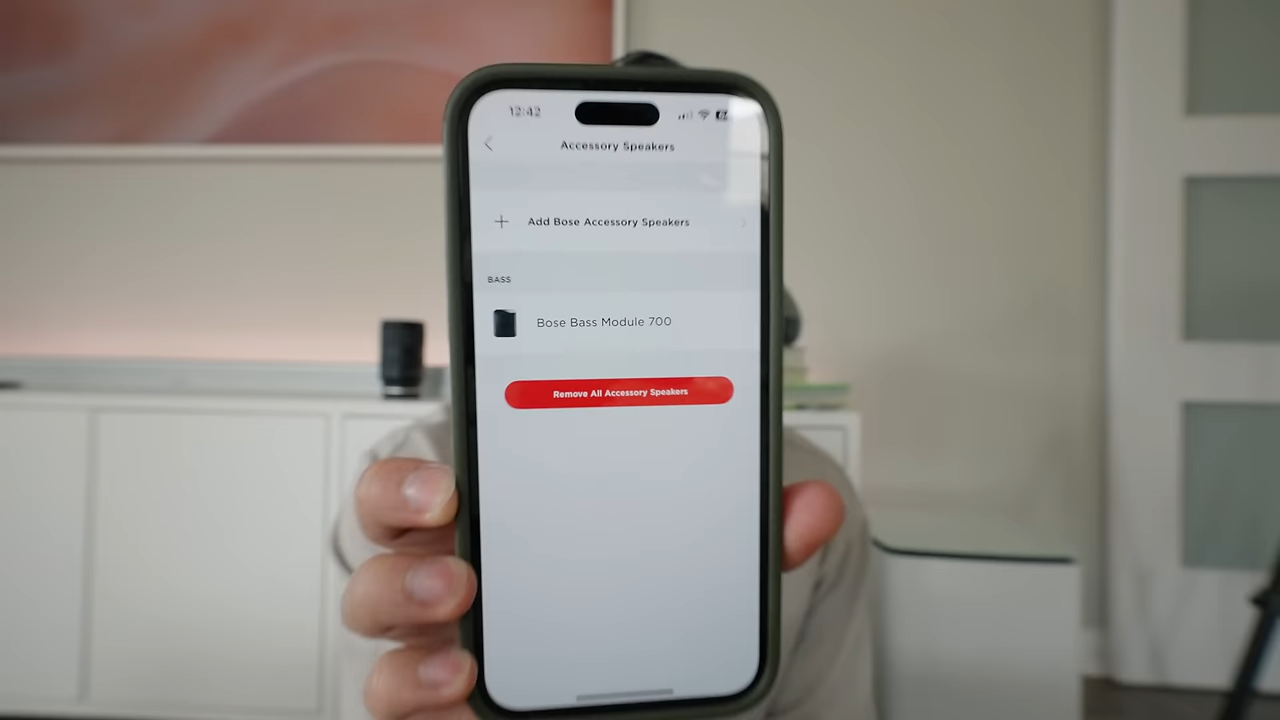 12:42
Accessory Speakers
Add Bose Accessory Speakers
BASS
Bose Bass Module 700
Remove All Accessory Speakers